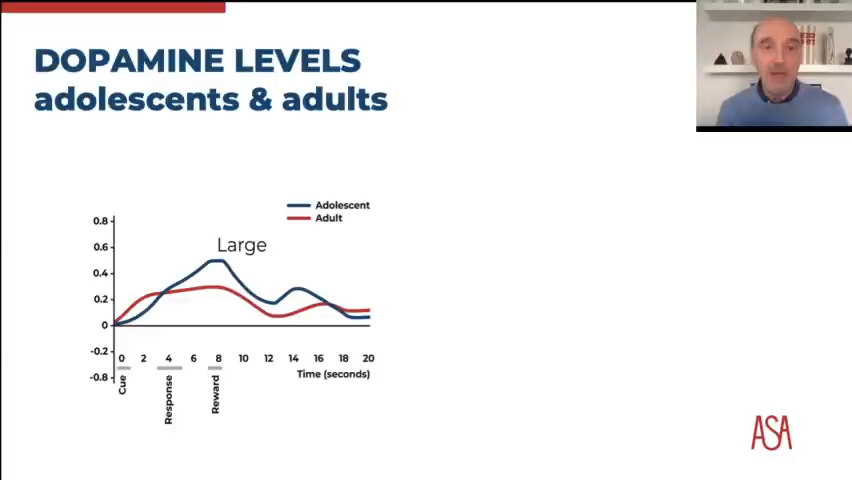 DOPAMINE LEVELS
adolescents & adults
Adolescent
Adult
Large
0.8
0.6
0.4
0.2
0
-0.2
-0.8
0 2 4 6 8 10 12 14 16 18 20
Time (seconds)
Cue
Response
Reward
ASA